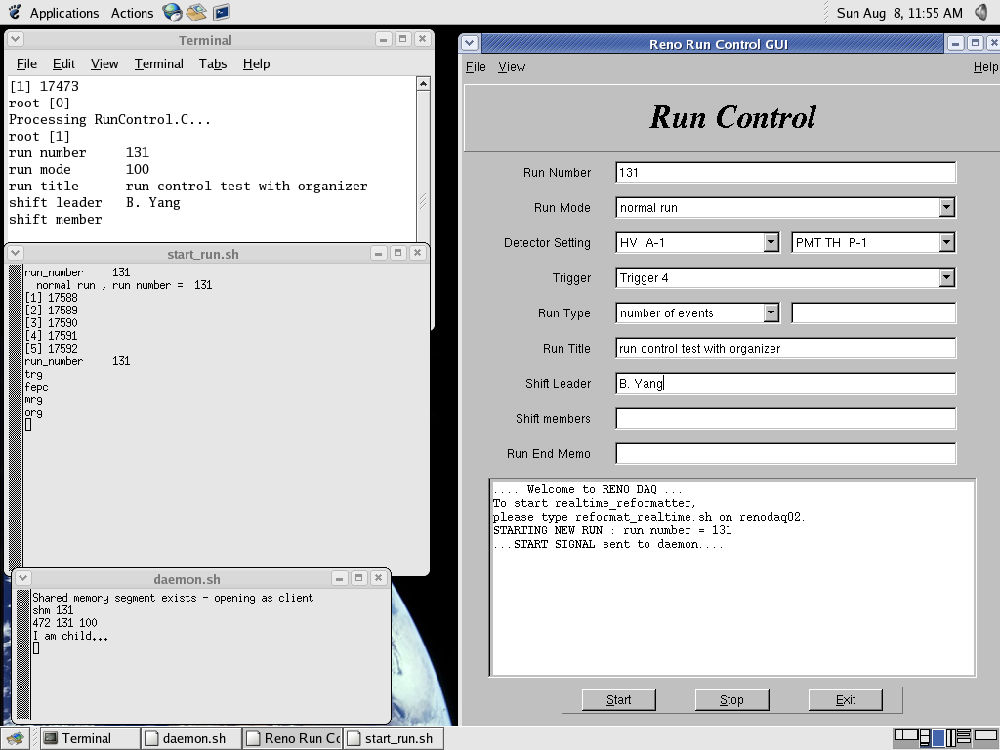 Applications Actions Sun Aug 8, 11:55 AM
Terminal
File Edit View Terminal Tabs Help
[1] 17473
root [0]
Processing RunControl.C...
root [1]
run number 131
run mode 100
run title run control test with organizer
shift leader B. Yang
shift member
start_run.sh
run_number 131
normal run , run number = 131
[1] 17588
[2] 17589
[3] 17590
[4] 17591
[5] 17592
run_number 131
trg
fepc
mrg
org
daemon.sh
Shared memory segment exists - opening as client
shm 131
472 131 100
I am child...
Reno Run Control GUI
File View Help
Run Control
Run Number 131
Run Mode normal run
Detector Setting HV A-1 PMT TH P-1
Trigger Trigger 4
Run Type number of events
Run Title run control test with organizer
Shift Leader B. Yang
Shift members
Run End Memo
.... Welcome to RENO DAQ ....
To start realtime_reformatter,
please type reformat_realtime.sh on renodaq02.
STARTING NEW RUN : run number = 131
...START SIGNAL sent to daemon....
Start Stop Exit
Terminal daemon.sh Reno Run Co start_run.sh